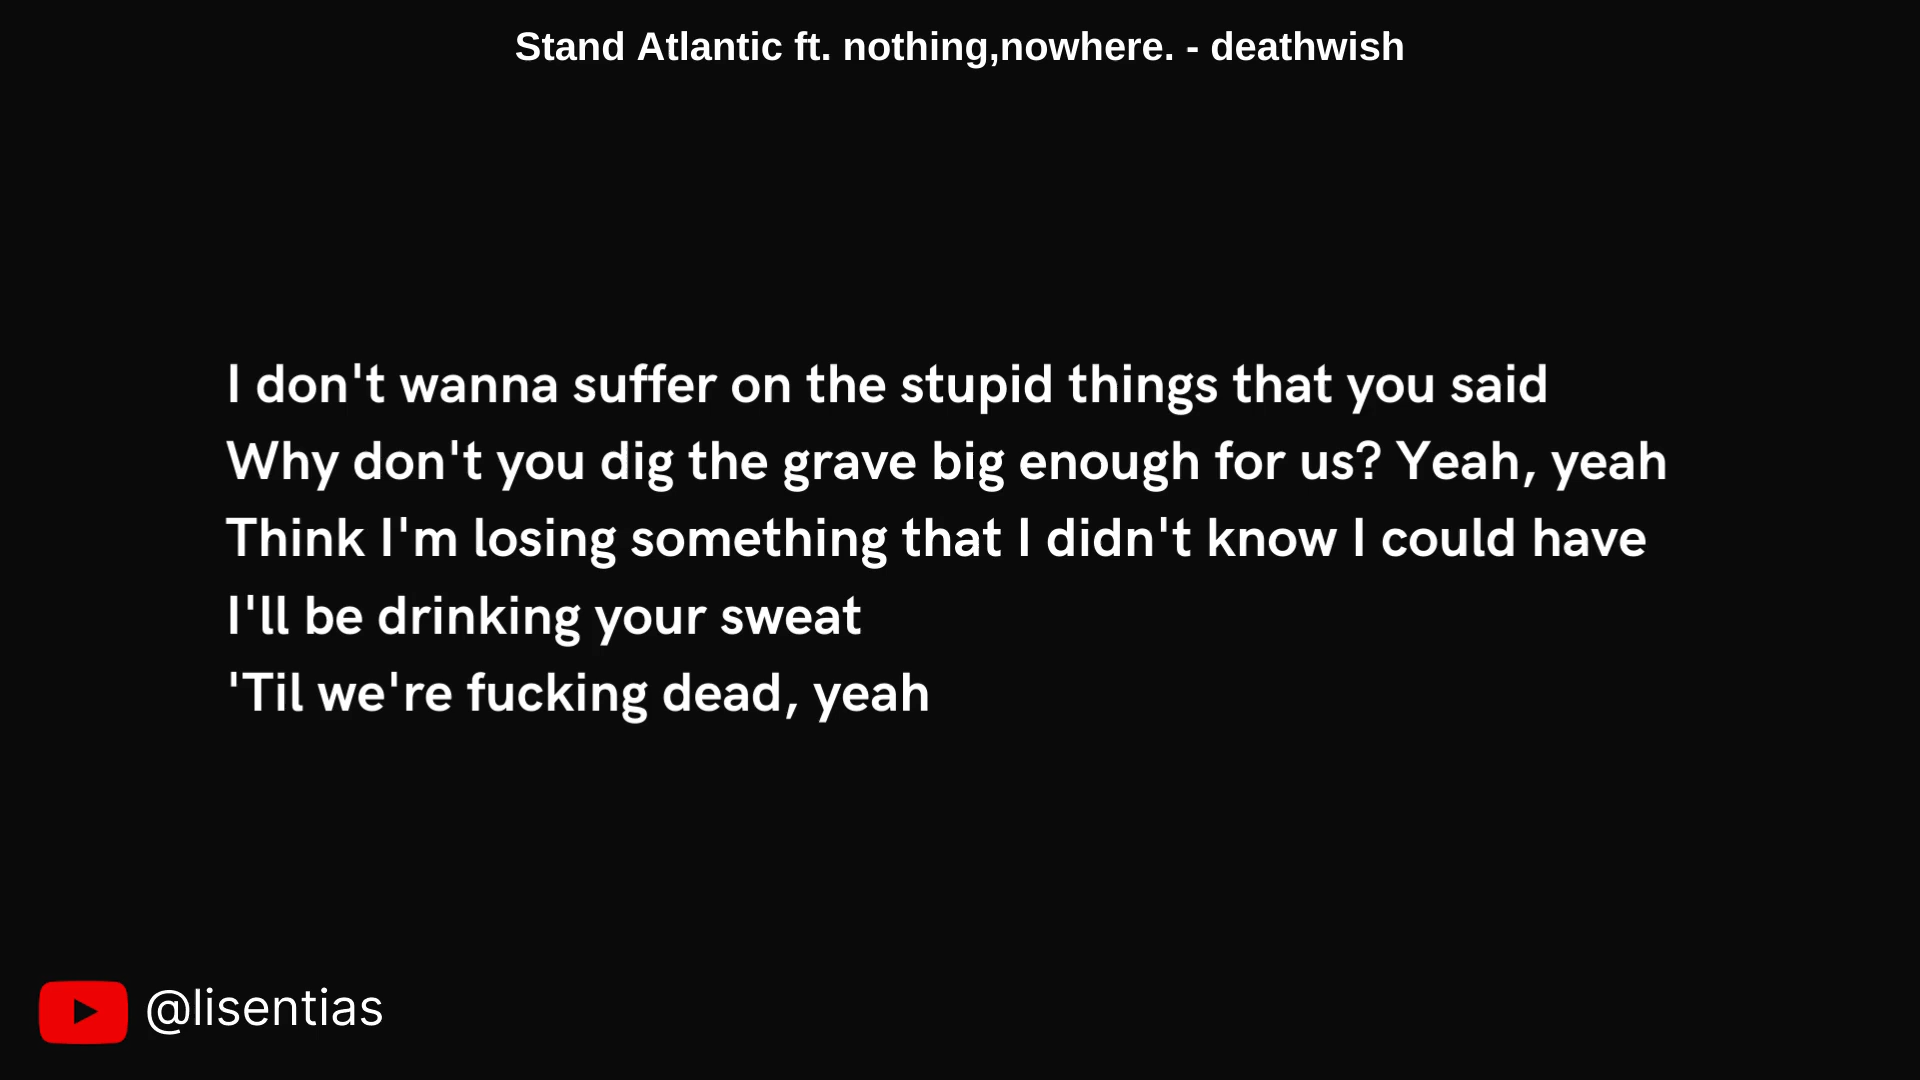 Stand Atlantic ft. nothing,nowhere. - deathwish
I don't wanna suffer on the stupid things that you said
Why don't you dig the grave big enough for us? Yeah, yeah
Think I'm losing something that I didn't know I could have
I'll be drinking your sweat
'Til we're fucking dead, yeah
@lisentias